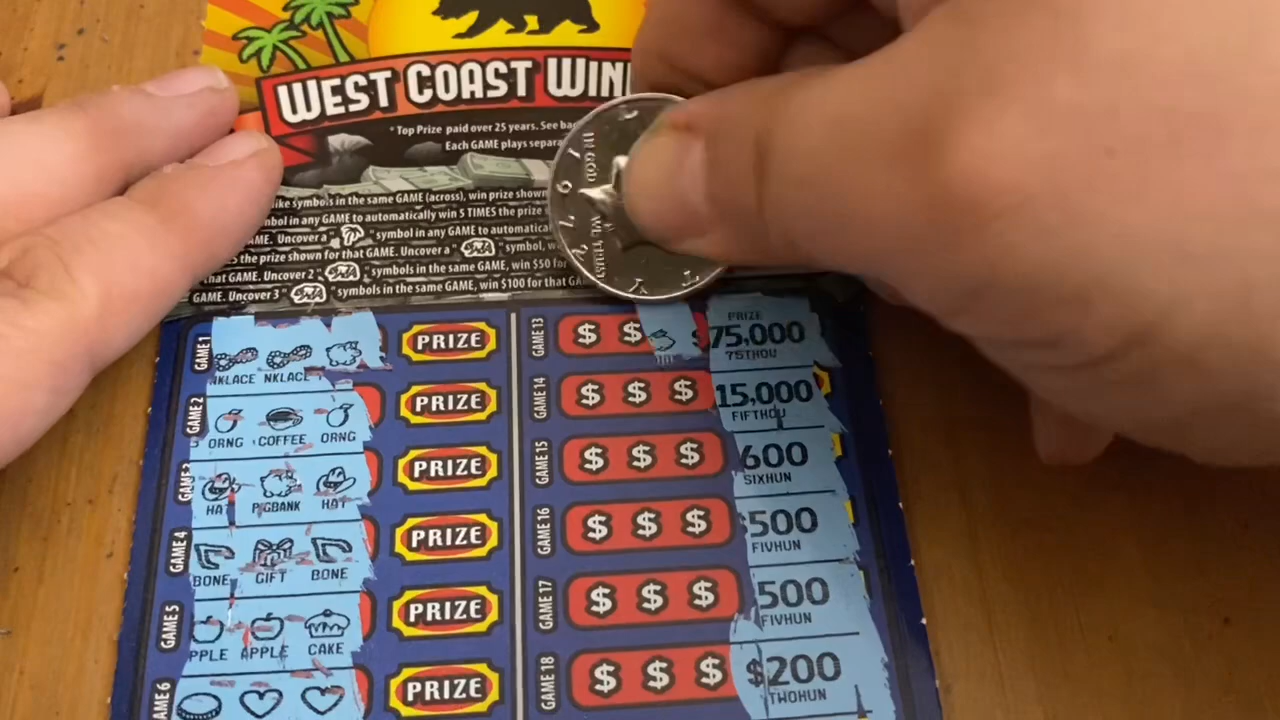 WEST COAST WIN
* Top Prize paid over 25 years. See
Each GAME plays
like symbols in the same GAME (across), win prize shown
in any GAME to automatically win 5 TIMES the prize
Uncover a " " symbol in any GAME to
the prize shown for that GAME. Uncover a " " symbol,
that GAME. Uncover 2 " " symbols in the same GAME, win $50 for
GAME. Uncover 3 " " symbols in the same GAME, win $100 for that
GAME 1
NKLACE NKLACE
PRIZE
GAME 2
ORNG COFFEE ORNG
PRIZE
HAT PIGBANK HAT
PRIZE
GAME 4
BONE GIFT BONE
PRIZE
GAME 5
PPLE APPLE CAKE
PRIZE
GAME 6
PRIZE
GAME 13
$ $
PRIZE
$75,000
75THOU
GAME 14
$ $ $
15,000
FIFTHOU
GAME 15
$ $ $
600
SIXHUN
GAME 16
$ $ $
$500
FIVHUN
GAME 17
$ $ $
500
FIVHUN
GAME 18
$ $ $
$200
TWOHUN
IN GOD
WE TRUST